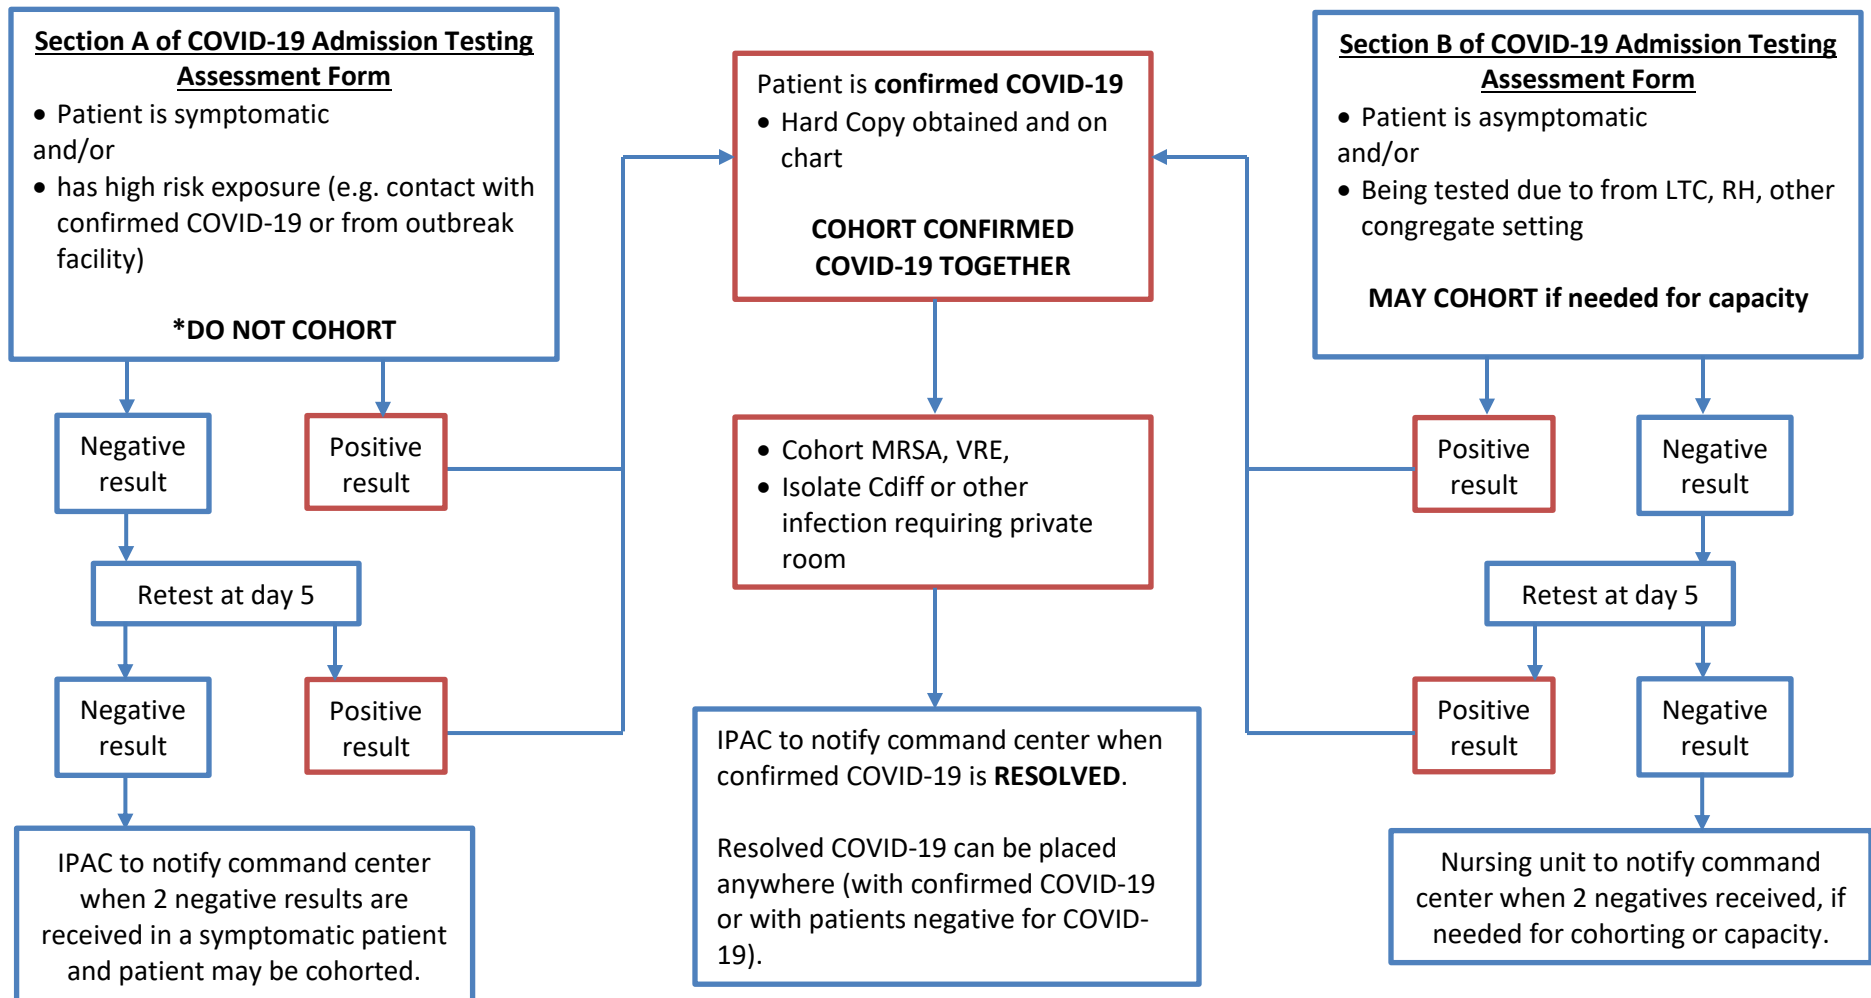 Section A of COVID-19 Admission Testing
Assessment Form
• Patient is symptomatic
and/or
• has high risk exposure (e.g. contact with
confirmed COVID-19 or from outbreak
facility)
*DO NOT COHORT
Negative
result
Positive
result
Retest at day 5
Negative
result
Positive
result
IPAC to notify command center
when 2 negative results are
received in a symptomatic patient
and patient may be cohorted.
Patient is confirmed COVID-19
• Hard Copy obtained and on
chart
COHORT CONFIRMED
COVID-19 TOGETHER
• Cohort MRSA, VRE,
• Isolate Cdiff or other
infection requiring private
room
IPAC to notify command center when
confirmed COVID-19 is RESOLVED.
Resolved COVID-19 can be placed
anywhere (with confirmed COVID-19
or with patients negative for COVID-
19).
Section B of COVID-19 Admission Testing
Assessment Form
• Patient is asymptomatic
and/or
• Being tested due to from LTC, RH, other
congregate setting
MAY COHORT if needed for capacity
Positive
result
Negative
result
Retest at day 5
Positive
result
Negative
result
Nursing unit to notify command
center when 2 negatives received, if
needed for cohorting or capacity.